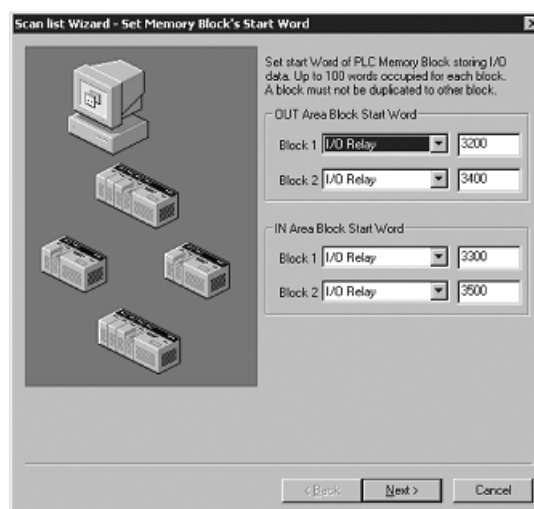 Scan list Wizard - Set Memory Block's Start Word
Set start Word of PLC Memory Block storing I/O
data. Up to 100 words occupied for each block.
A block must not be duplicated to other block.
OUT Area Block Start Word
Block 1 I/O Relay 3200
Block 2 I/O Relay 3400
IN Area Block Start Word
Block 1 I/O Relay 3300
Block 2 I/O Relay 3500
< Back Next > Cancel